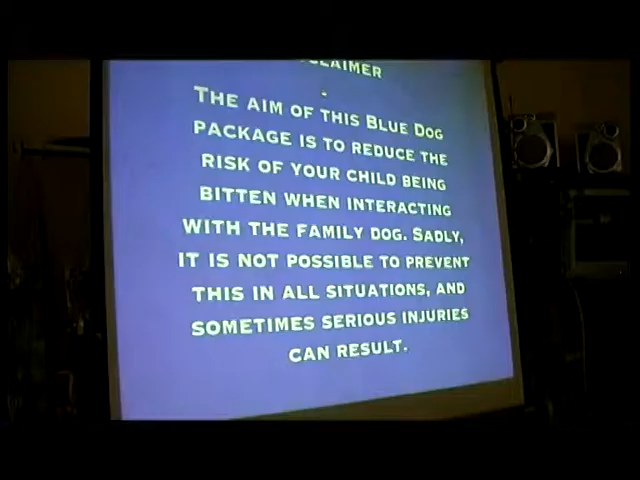 THE AIM OF THIS BLUE DOG
PACKAGE IS TO REDUCE THE
RISK OF YOUR CHILD BEING
BITTEN WHEN INTERACTING
WITH THE FAMILY DOG. SADLY,
IT IS NOT POSSIBLE TO PREVENT
THIS IN ALL SITUATIONS, AND
SOMETIMES SERIOUS INJURIES
CAN RESULT.